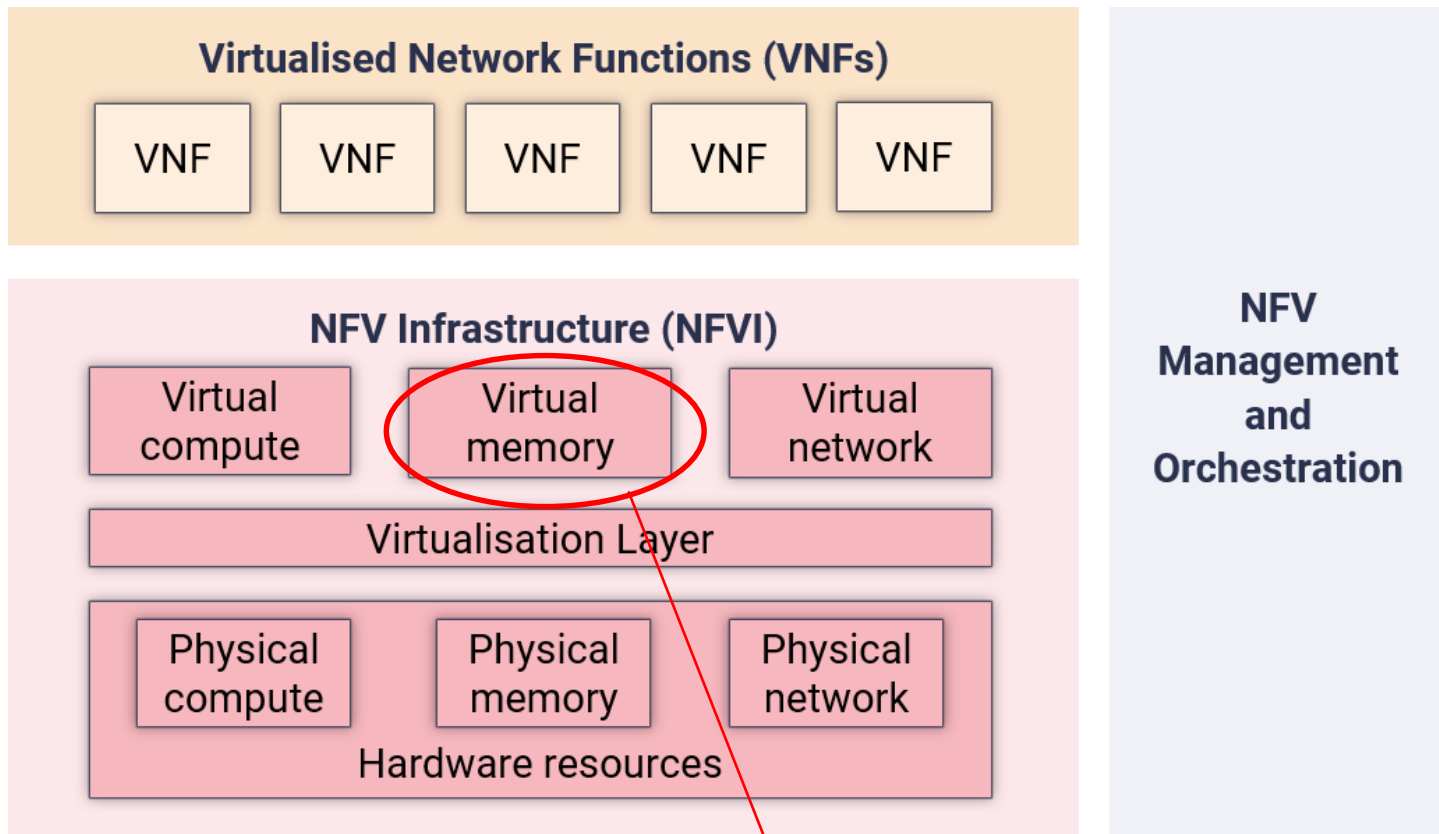 Virtualised Network Functions (VNFs)
VNF
VNF
VNF
VNF
VNF
NFV Infrastructure (NFVI)
Virtual
compute
Virtual
memory
Virtual
network
Virtualisation Layer
Physical
compute
Physical
memory
Physical
network
Hardware resources
NFV
Management
and
Orchestration